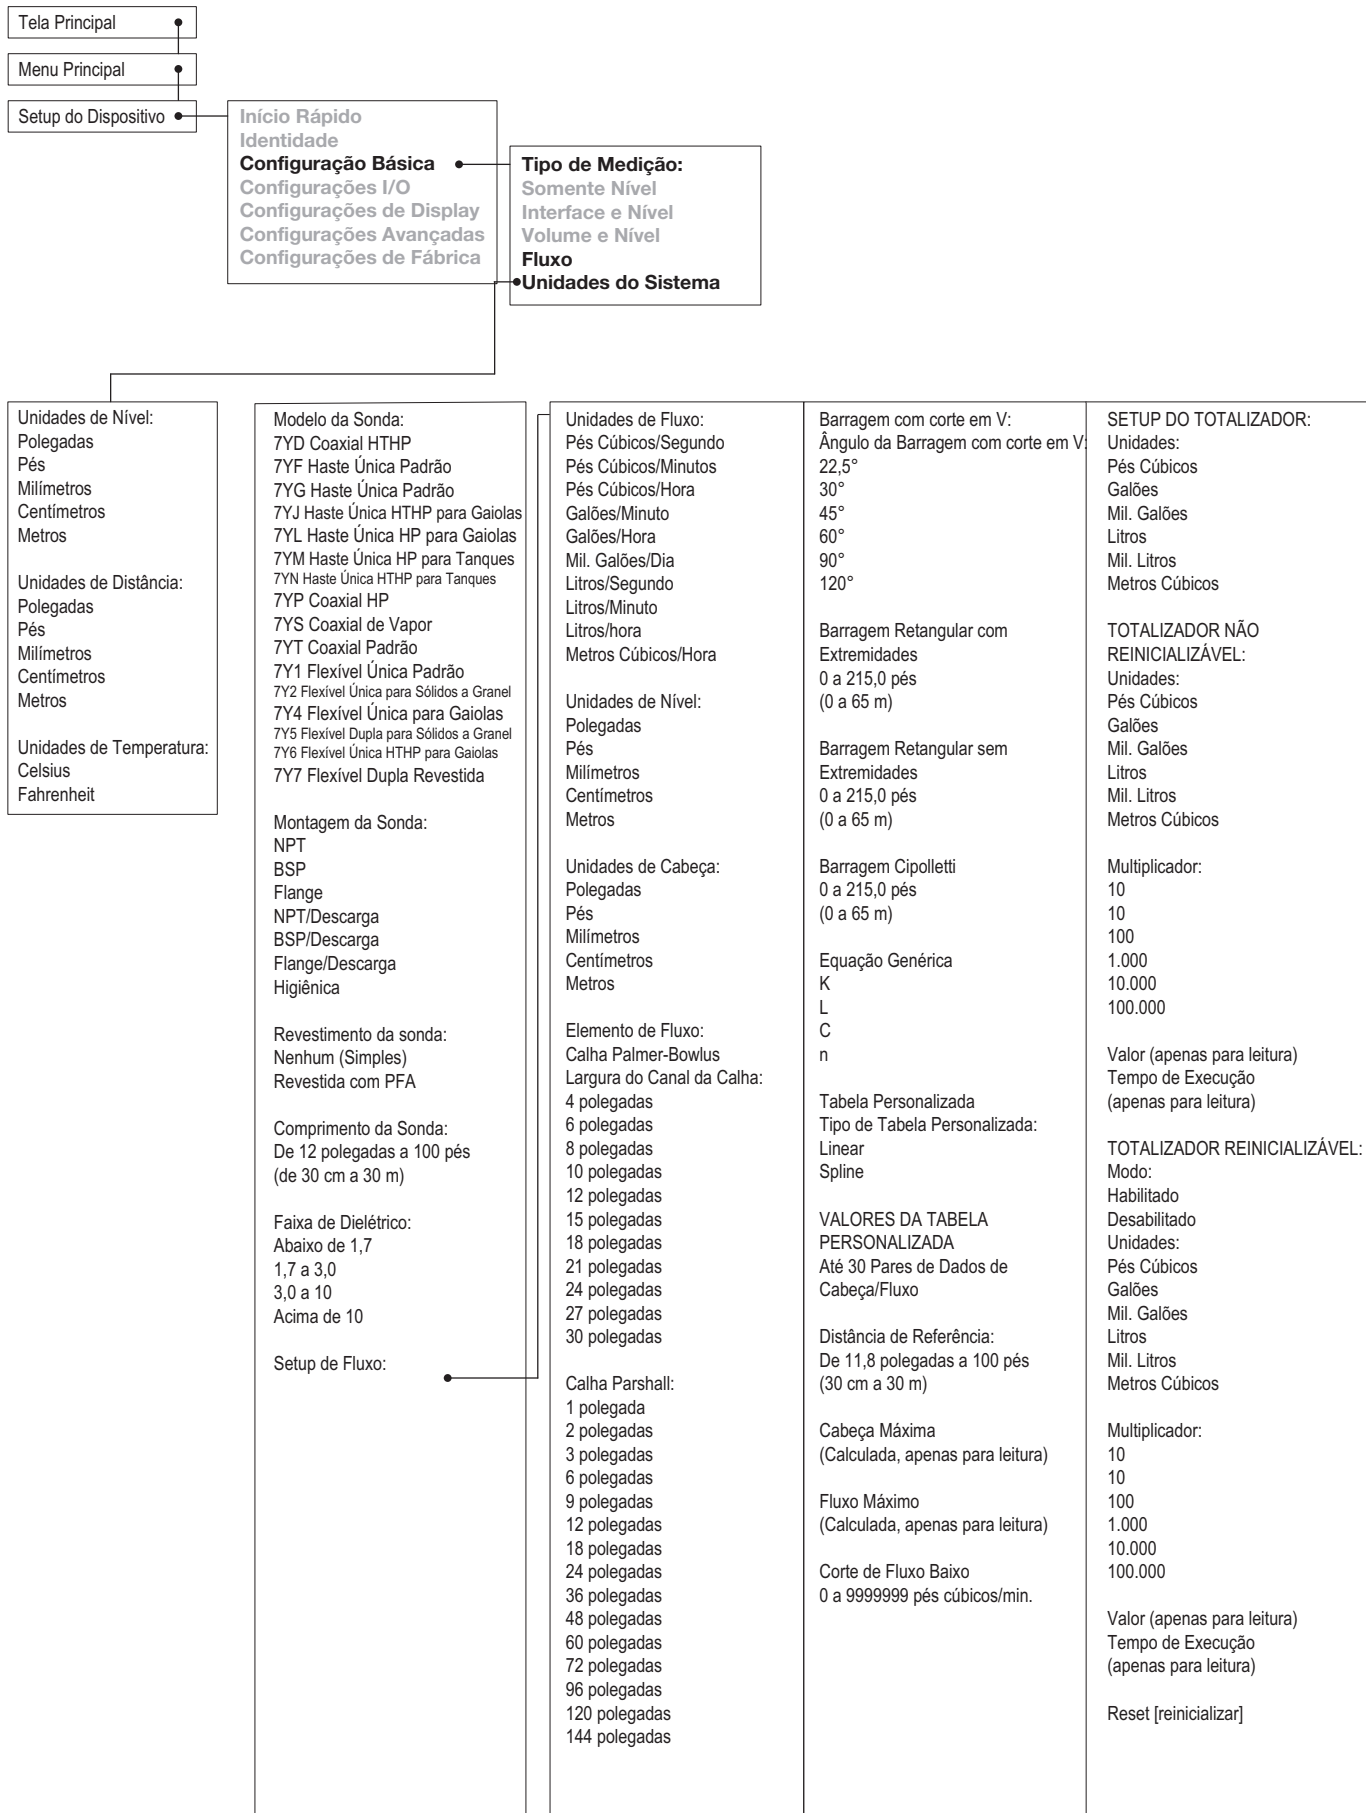 Tela Principal
Menu Principal
Setup do Dispositivo
Início Rápido
Identidade
Configuração Básica
Configurações I/O
Configurações de Display
Configurações Avançadas
Configurações de Fábrica
Tipo de Medição:
Somente Nível
Interface e Nível
Volume e Nível
Fluxo
Unidades do Sistema
Unidades de Nível:
Polegadas
Pés
Milímetros
Centímetros
Metros
Unidades de Distância:
Polegadas
Pés
Milímetros
Centímetros
Metros
Unidades de Temperatura:
Celsius
Fahrenheit
Modelo da Sonda:
7YD Coaxial HTHP
7YF Haste Única Padrão
7YG Haste Única Padrão
7YJ Haste Única HTHP para Gaiolas
7YL Haste Única HP para Gaiolas
7YM Haste Única HP para Tanques
7YN Haste Única HTHP para Tanques
7YP Coaxial HP
7YS Coaxial de Vapor
7YT Coaxial Padrão
7Y1 Flexível Única Padrão
7Y2 Flexível Única para Sólidos a Granel
7Y4 Flexível Única para Gaiolas
7Y5 Flexível Dupla para Sólidos a Granel
7Y6 Flexível Única HTHP para Gaiolas
7Y7 Flexível Dupla Revestida
Montagem da Sonda:
NPT
BSP
Flange
NPT/Descarga
BSP/Descarga
Flange/Descarga
Higiênica
Revestimento da sonda:
Nenhum (Simples)
Revestida com PFA
Comprimento da Sonda:
De 12 polegadas a 100 pés
(de 30 cm a 30 m)
Faixa de Dielétrico:
Abaixo de 1,7
1,7 a 3,0
3,0 a 10
Acima de 10
Setup de Fluxo:
Unidades de Fluxo:
Pés Cúbicos/Segundo
Pés Cúbicos/Minutos
Pés Cúbicos/Hora
Galões/Minuto
Galões/Hora
Mil. Galões/Dia
Litros/Segundo
Litros/Minuto
Litros/hora
Metros Cúbicos/Hora
Unidades de Nível:
Polegadas
Pés
Milímetros
Centímetros
Metros
Unidades de Cabeça:
Polegadas
Pés
Milímetros
Centímetros
Metros
Elemento de Fluxo:
Calha Palmer-Bowlus
Largura do Canal da Calha:
4 polegadas
6 polegadas
8 polegadas
10 polegadas
12 polegadas
15 polegadas
18 polegadas
21 polegadas
24 polegadas
27 polegadas
30 polegadas
Calha Parshall:
1 polegada
2 polegadas
3 polegadas
6 polegadas
9 polegadas
12 polegadas
18 polegadas
24 polegadas
36 polegadas
48 polegadas
60 polegadas
72 polegadas
96 polegadas
120 polegadas
144 polegadas
Barragem com corte em V:
Ângulo da Barragem com corte em V:
22,5°
30°
45°
60°
90°
120°
Barragem Retangular com
Extremidades
0 a 215,0 pés
(0 a 65 m)
Barragem Retangular sem
Extremidades
0 a 215,0 pés
(0 a 65 m)
Barragem Cipolletti
0 a 215,0 pés
(0 a 65 m)
Equação Genérica
K
L
C
n
Tabela Personalizada
Tipo de Tabela Personalizada:
Linear
Spline
VALORES DA TABELA
PERSONALIZADA
Até 30 Pares de Dados de
Cabeça/Fluxo
Distância de Referência:
De 11,8 polegadas a 100 pés
(30 cm a 30 m)
Cabeça Máxima
(Calculada, apenas para leitura)
Fluxo Máximo
(Calculada, apenas para leitura)
Corte de Fluxo Baixo
0 a 9999999 pés cúbicos/min.
SETUP DO TOTALIZADOR:
Unidades:
Pés Cúbicos
Galões
Mil. Galões
Litros
Mil. Litros
Metros Cúbicos
TOTALIZADOR NÃO
REINICIALIZÁVEL:
Unidades:
Pés Cúbicos
Galões
Mil. Galões
Litros
Mil. Litros
Metros Cúbicos
Multiplicador:
10
10
100
1.000
10.000
100.000
Valor (apenas para leitura)
Tempo de Execução
(apenas para leitura)
TOTALIZADOR REINICIALIZÁVEL:
Modo:
Habilitado
Desabilitado
Unidades:
Pés Cúbicos
Galões
Mil. Galões
Litros
Mil. Litros
Metros Cúbicos
Multiplicador:
10
10
100
1.000
10.000
100.000
Valor (apenas para leitura)
Tempo de Execução
(apenas para leitura)
Reset [reinicializar]